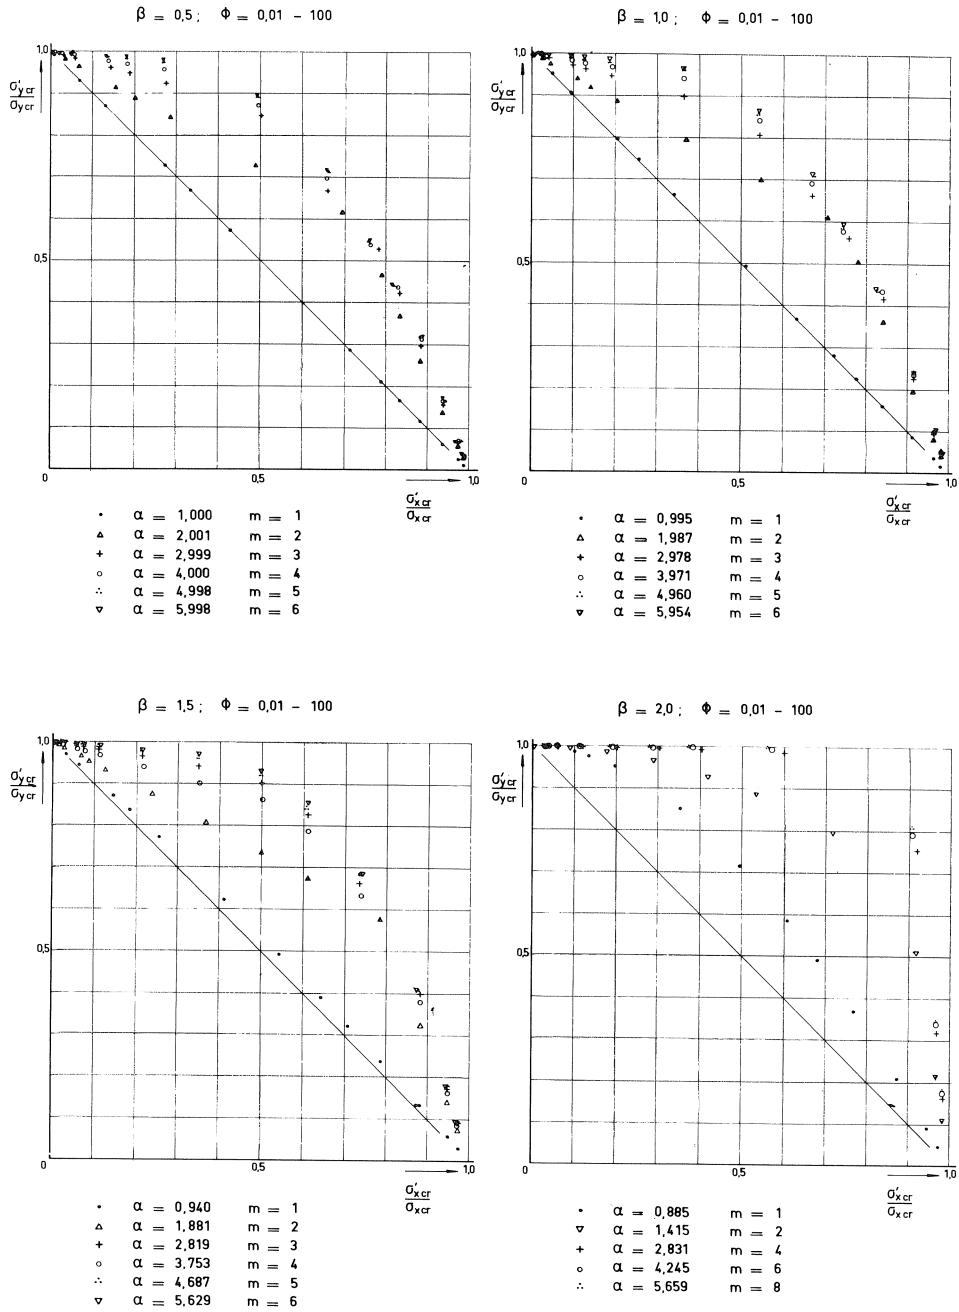 β = 0,5 ; Φ = 0,01 - 100
1,0
σ'y cr
σy cr
0,5
0
0,5
1,0
σ'x cr
σx cr
• α = 1,000 m = 1
△ α = 2,001 m = 2
+ α = 2,999 m = 3
○ α = 4,000 m = 4
∴ α = 4,998 m = 5
▽ α = 5,998 m = 6
β = 1,0 ; Φ = 0,01 - 100
1,0
σ'y cr
σy cr
0,5
0
0,5
1,0
σ'x cr
σx cr
• α = 0,995 m = 1
△ α = 1,987 m = 2
+ α = 2,978 m = 3
○ α = 3,971 m = 4
∴ α = 4,960 m = 5
▽ α = 5,954 m = 6
β = 1,5 ; Φ = 0,01 - 100
1,0
σ'y cr
σy cr
0,5
0
0,5
1,0
σ'x cr
σx cr
• α = 0,940 m = 1
△ α = 1,881 m = 2
+ α = 2,819 m = 3
○ α = 3,753 m = 4
∴ α = 4,687 m = 5
▽ α = 5,629 m = 6
β = 2,0 ; Φ = 0,01 - 100
1,0
σ'y cr
σy cr
0,5
0
0,5
1,0
σ'x cr
σx cr
• α = 0,885 m = 1
▽ α = 1,415 m = 2
+ α = 2,831 m = 4
○ α = 4,245 m = 6
∴ α = 5,659 m = 8